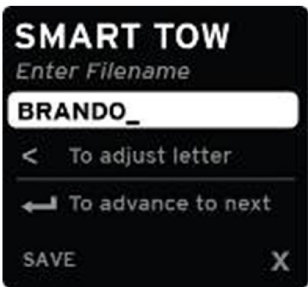 SMART TOW
Enter Filename
BRANDO_
< To adjust letter
↵ To advance to next
SAVE X